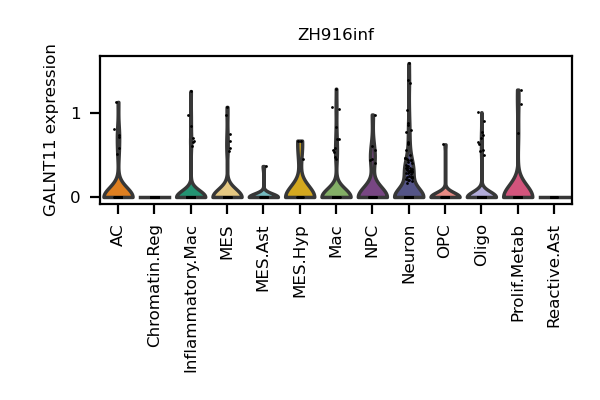 ZH916inf
GALNT11 expression
1
0
AC
Chromatin.Reg
Inflammatory.Mac
MES
MES.Ast
MES.Hyp
Mac
NPC
Neuron
OPC
Oligo
Prolif.Metab
Reactive.Ast